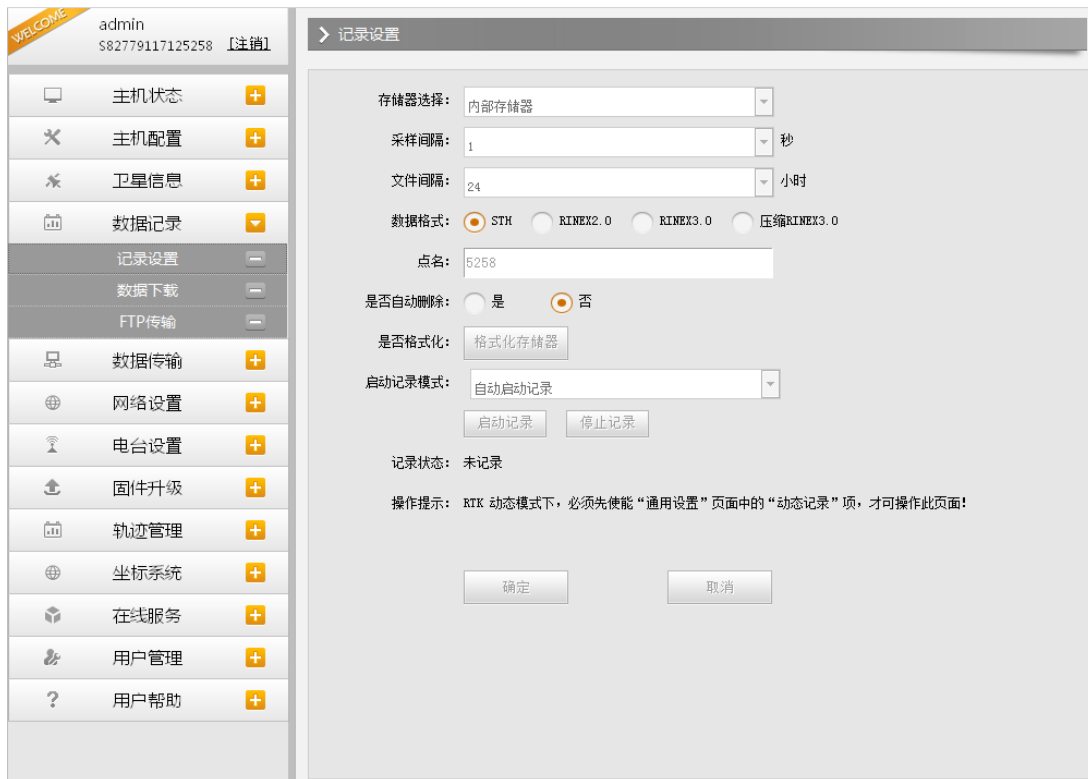 WELCOME
admin
S82779117125258 [注销]
主机状态
主机配置
卫星信息
数据记录
记录设置
数据下载
FTP传输
数据传输
网络设置
电台设置
固件升级
轨迹管理
坐标系统
在线服务
用户管理
用户帮助
记录设置
存储器选择: 内部存储器
采样间隔: 1 秒
文件间隔: 24 小时
数据格式: STH RINEX2.0 RINEX3.0 压缩RINEX3.0
点名: 5258
是否自动删除: 是 否
是否格式化: 格式化存储器
启动记录模式: 自动启动记录
启动记录 停止记录
记录状态: 未记录
操作提示: RTK 动态模式下，必须先使能“通用设置”页面中的“动态记录”项，才可操作此页面!
确定 取消